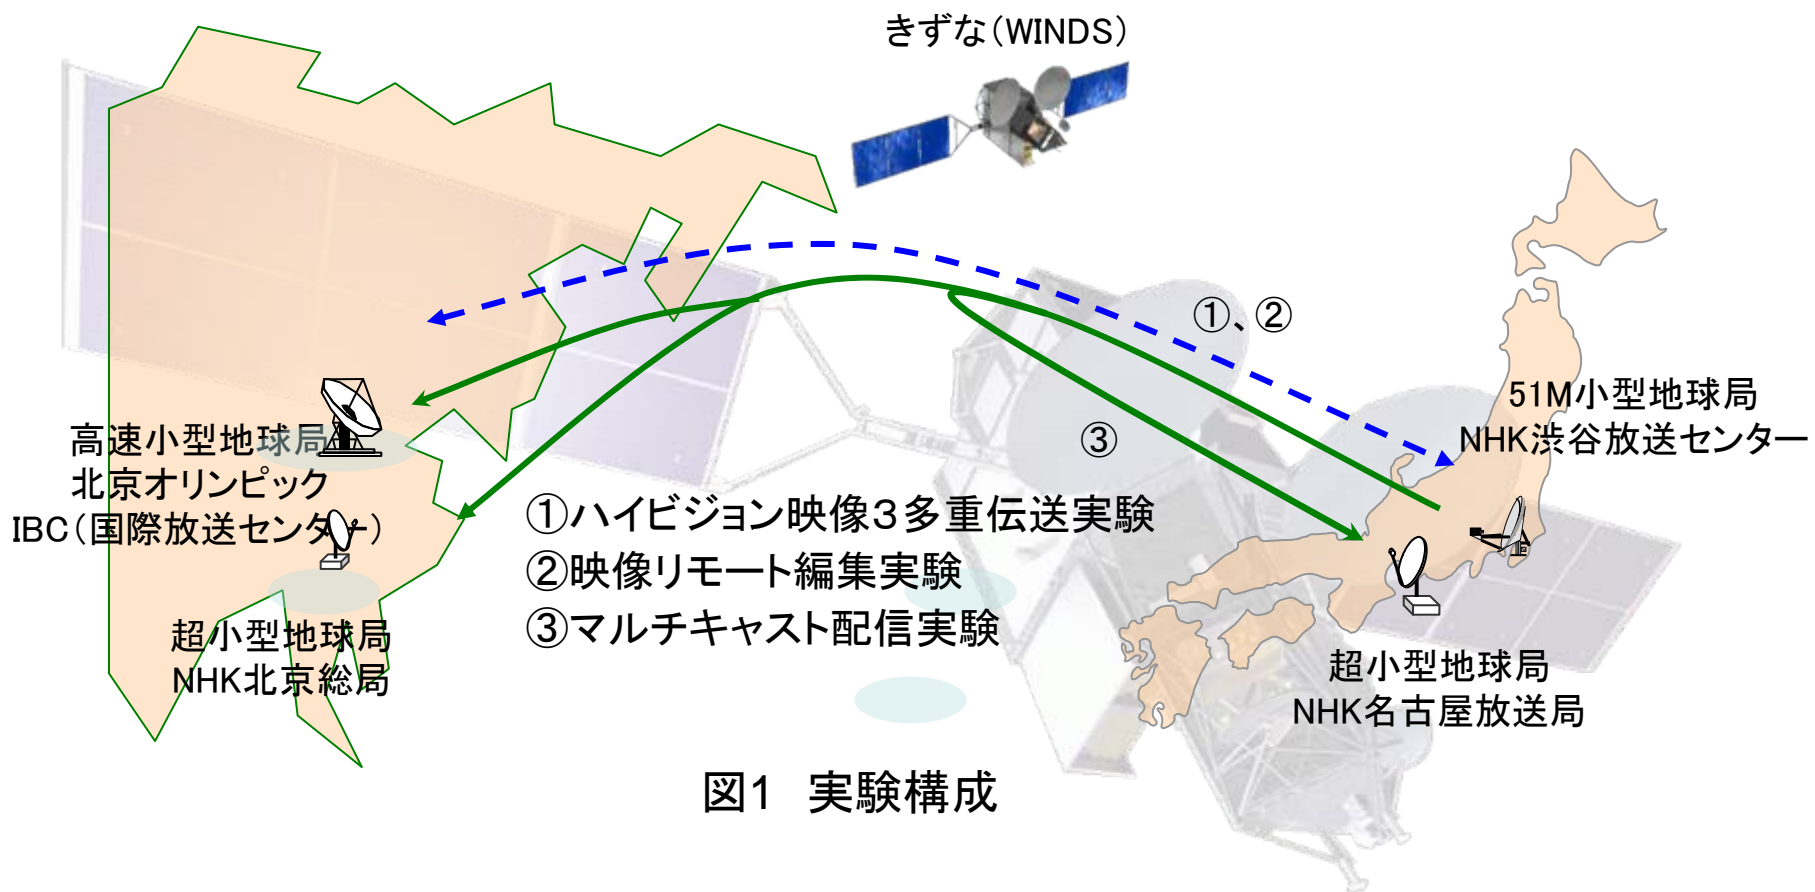 きずな(WINDS)
①、②
51M小型地球局
NHK渋谷放送センター
③
高速小型地球局
北京オリンピック
IBC(国際放送センター)
①ハイビジョン映像3多重伝送実験
②映像リモート編集実験
③マルチキャスト配信実験
超小型地球局
NHK北京総局
超小型地球局
NHK名古屋放送局
図1 実験構成